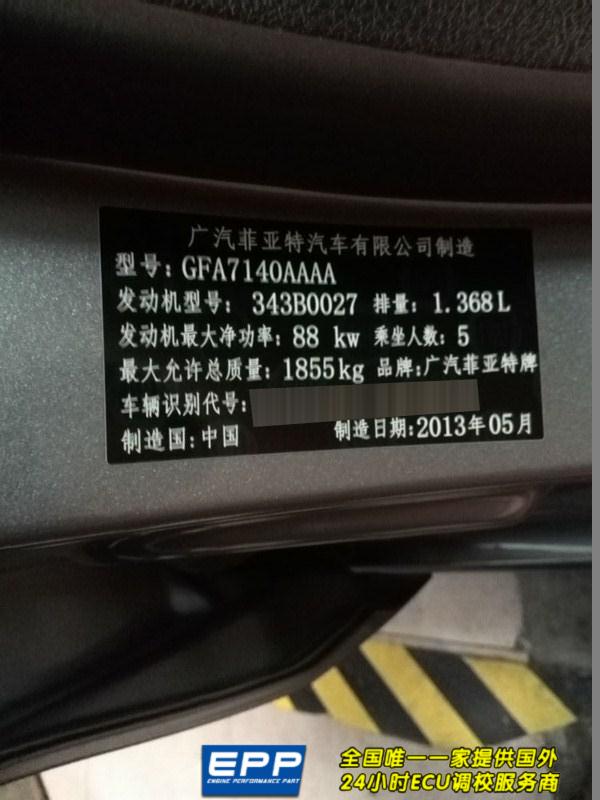 广汽菲亚特汽车有限公司制造
型号: GFA7140AAAA
发动机型号: 343B0027 排量: 1.368L
发动机最大净功率: 88 kw 乘坐人数: 5
最大允许总质量: 1855kg 品牌:广汽菲亚特牌
车辆识别代号:
制造国:中国 制造日期:2013年05月
EPP
ENGINE PERFORMANCE PART
全国唯一一家提供国外
24小时ECU调校服务商